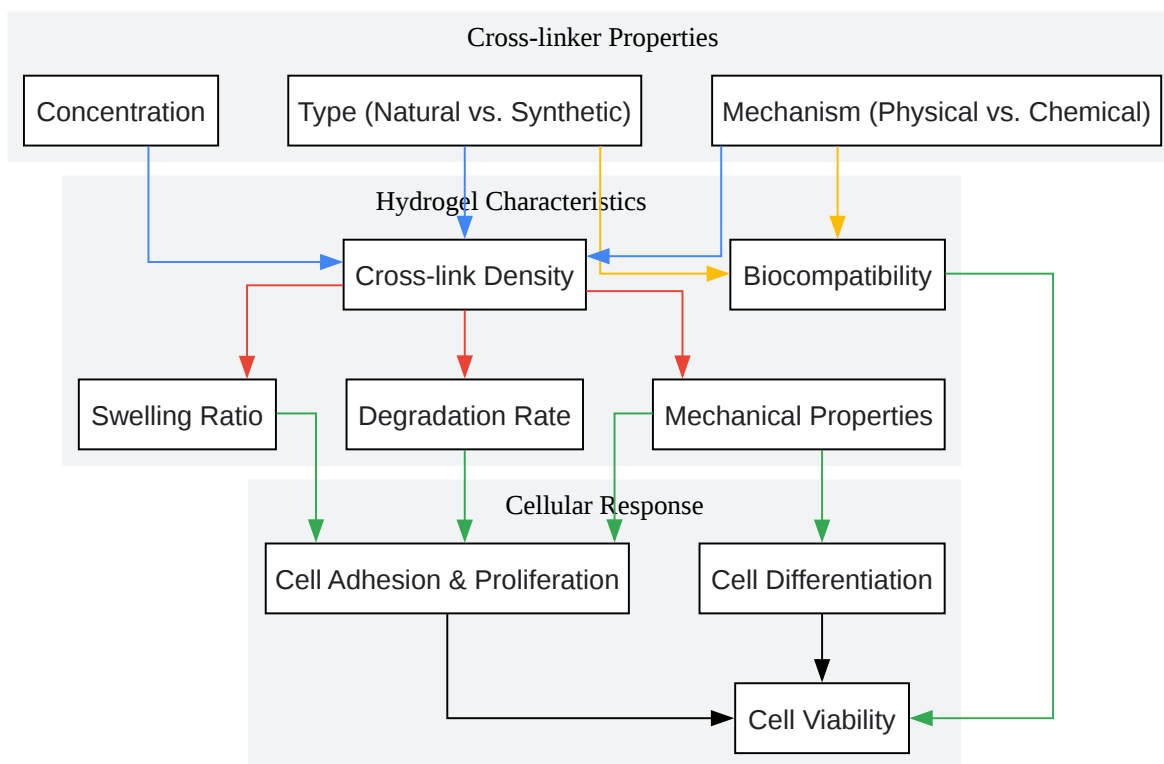 Cross-linker Properties
Concentration
Type (Natural vs. Synthetic)
Mechanism (Physical vs. Chemical)
Hydrogel Characteristics
Cross-link Density
Biocompatibility
Swelling Ratio
Degradation Rate
Mechanical Properties
Cellular Response
Cell Adhesion & Proliferation
Cell Differentiation
Cell Viability